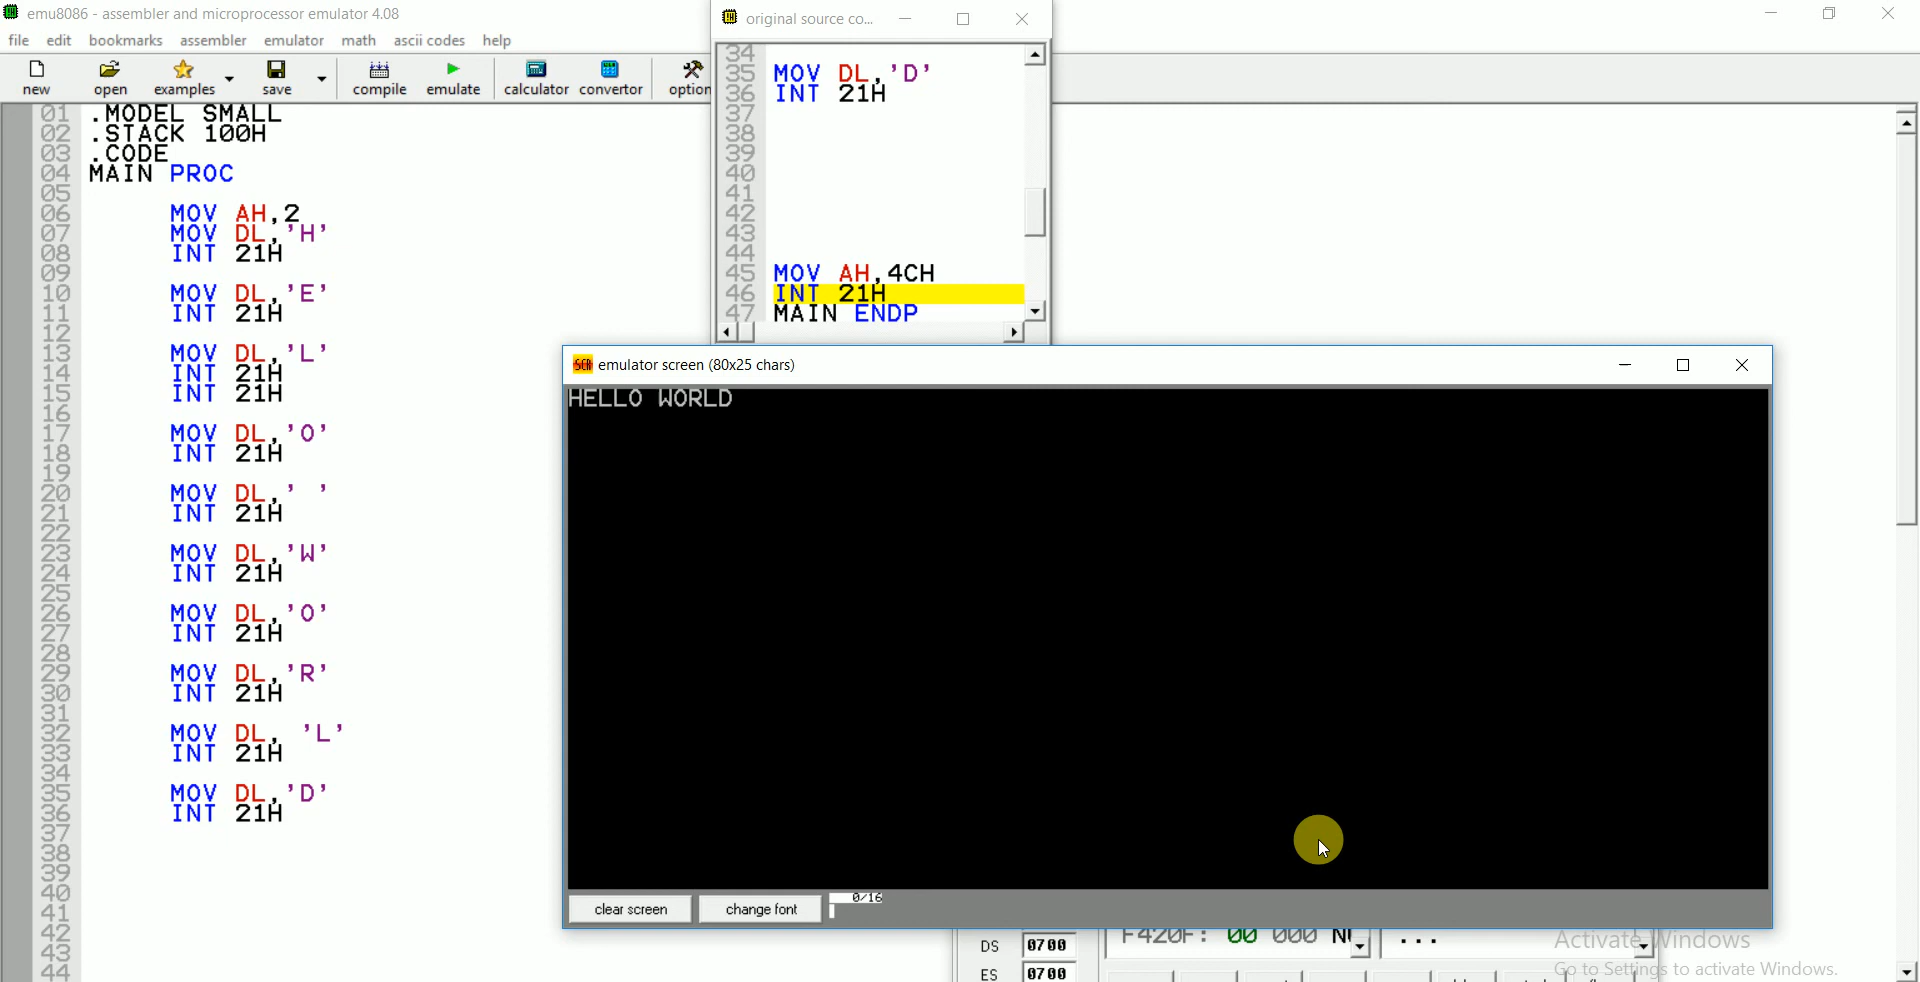 emu8086 - assembler and microprocessor emulator 4.08
file edit bookmarks assembler emulator math ascii codes help
new open examples save compile emulate calculator convertor option
01 .MODEL SMALL
02 .STACK 100H
03 .CODE
04 MAIN PROC
05
06 MOV AH,2
07 MOV DL,'H'
08 INT 21H
09
10 MOV DL,'E'
11 INT 21H
12
13 MOV DL,'L'
14 INT 21H
15 INT 21H
16
17 MOV DL,'O'
18 INT 21H
19
20 MOV DL,' '
21 INT 21H
22
23 MOV DL,'W'
24 INT 21H
25
26 MOV DL,'O'
27 INT 21H
28
29 MOV DL,'R'
30 INT 21H
31
32 MOV DL, 'L'
33 INT 21H
34
35 MOV DL,'D'
36 INT 21H
37
38
39
40
41
42
43
44
original source co...
34
35 MOV DL,'D'
36 INT 21H
37
38
39
40
41
42
43
44
45 MOV AH,4CH
46 INT 21H
47 MAIN ENDP
emulator screen (80x25 chars)
HELLO WORLD
clear screen change font 0/16
DS 0700 F420F: 00 000 ...
ES 0700
Activate Windows
Go to Settings to activate Windows.